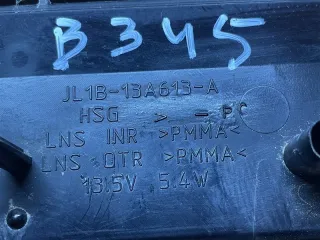 B345
JL1B-13A613-A
HSG > - PC
LNS INR >PMMA<
LNS OTR >PMMA<
13.5V 5.4W